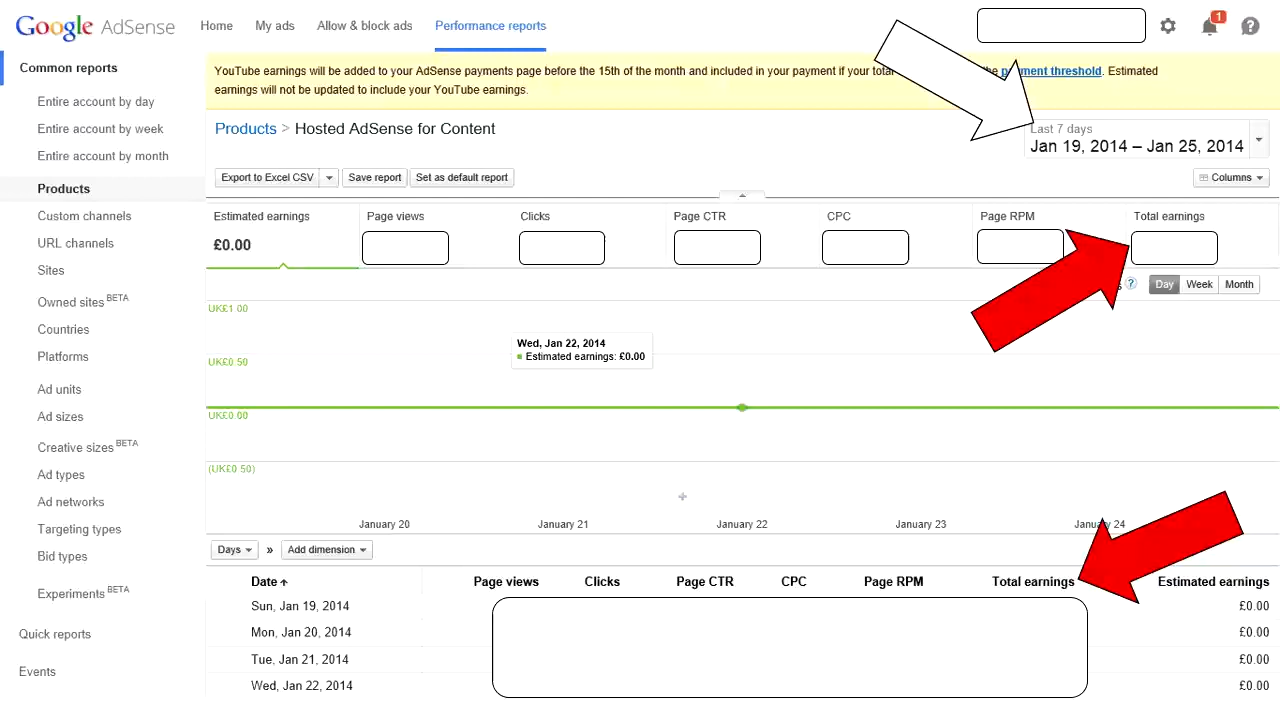 Google AdSense
Home My ads Allow & block ads Performance reports
1
Common reports
Entire account by day
Entire account by week
Entire account by month
Products
Custom channels
URL channels
Sites
Owned sites BETA
Countries
Platforms
Ad units
Ad sizes
Creative sizes BETA
Ad types
Ad networks
Targeting types
Bid types
Experiments BETA
Quick reports
Events
YouTube earnings will be added to your AdSense payments page before the 15th of the month and included in your payment if your total the payment threshold. Estimated
earnings will not be updated to include your YouTube earnings.
Products > Hosted AdSense for Content
Last 7 days
Jan 19, 2014 – Jan 25, 2014
Export to Excel CSV Save report Set as default report Columns
Estimated earnings Page views Clicks Page CTR CPC Page RPM Total earnings
£0.00
? Day Week Month
UK£1.00
Wed, Jan 22, 2014
Estimated earnings: £0.00
UK£0.50
UK£0.00
(UK£0.50)
January 20 January 21 January 22 January 23 January 24
Days » Add dimension
Date Page views Clicks Page CTR CPC Page RPM Total earnings Estimated earnings
Sun, Jan 19, 2014 £0.00
Mon, Jan 20, 2014 £0.00
Tue, Jan 21, 2014 £0.00
Wed, Jan 22, 2014 £0.00